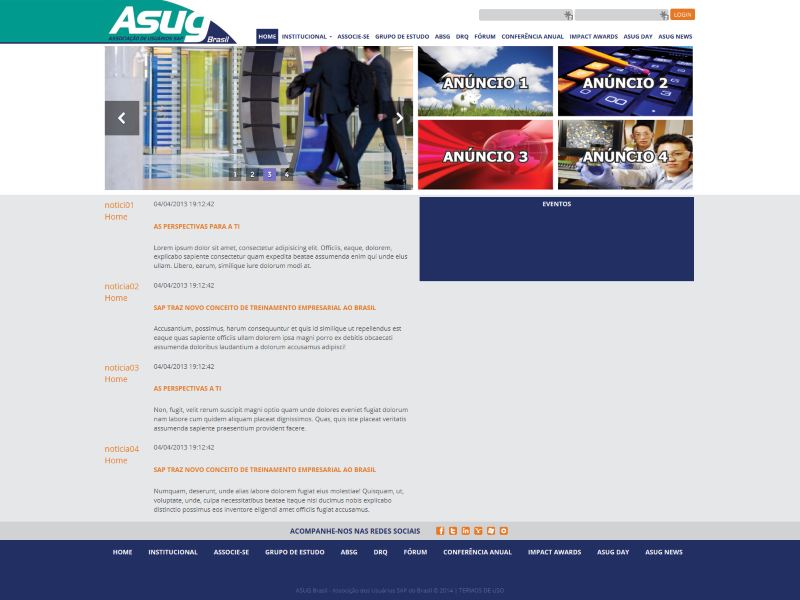 Asug
Brasil
ASSOCIAÇÃO DE USUÁRIOS SAP
LOGIN
HOME INSTITUCIONAL ASSOCIE-SE GRUPO DE ESTUDO ABSG DRQ FÓRUM CONFERÊNCIA ANUAL IMPACT AWARDS ASUG DAY ASUG NEWS
ANÚNCIO 1
ANÚNCIO 2
1 2 3 4
ANÚNCIO 3
ANÚNCIO 4
notici01
Home
04/04/2013 19:12:42
AS PERSPECTIVAS PARA A TI
Lorem ipsum dolor sit amet, consectetur adipisicing elit. Officiis, eaque, dolorem,
explicabo sapiente consectetur quam expedita beatae assumenda enim qui unde eius
ullam. Libero, earum, similique iure dolorum modi at.
EVENTOS
noticia02
Home
04/04/2013 19:12:42
SAP TRAZ NOVO CONCEITO DE TREINAMENTO EMPRESARIAL AO BRASIL
Accusantium, possimus, harum consequuntur et quis id similique ut repellendus est
eaque quas sapiente officiis ullam dolorem ipsa magni porro ex debitis obcaecati
assumenda doloribus laudantium a dolorum accusamus adipisci!
noticia03
Home
04/04/2013 19:12:42
AS PERSPECTIVAS A TI
Non, fugit, velit rerum suscipit magni optio quam unde dolores eveniet fugiat dolorum
nam labore cum quidem aliquam placeat dignissimos. Quas, quis iste placeat veritatis
assumenda sapiente praesentium provident facere.
noticia04
Home
04/04/2013 19:12:42
SAP TRAZ NOVO CONCEITO DE TREINAMENTO EMPRESARIAL AO BRASIL
Numquam, deserunt, unde alias labore dolorem fugiat eius molestiae! Quisquam, ut,
voluptate, unde, culpa necessitatibus beatae itaque nisi ducimus nobis explicabo
distinctio possimus eos inventore eligendi amet officiis fugiat accusamus.
ACOMPANHE-NOS NAS REDES SOCIAIS
HOME INSTITUCIONAL ASSOCIE-SE GRUPO DE ESTUDO ABSG DRQ FÓRUM CONFERÊNCIA ANUAL IMPACT AWARDS ASUG DAY ASUG NEWS
ASUG Brasil - Associção dos Usuários SAP do Brasil © 2014 | TERMOS DE USO